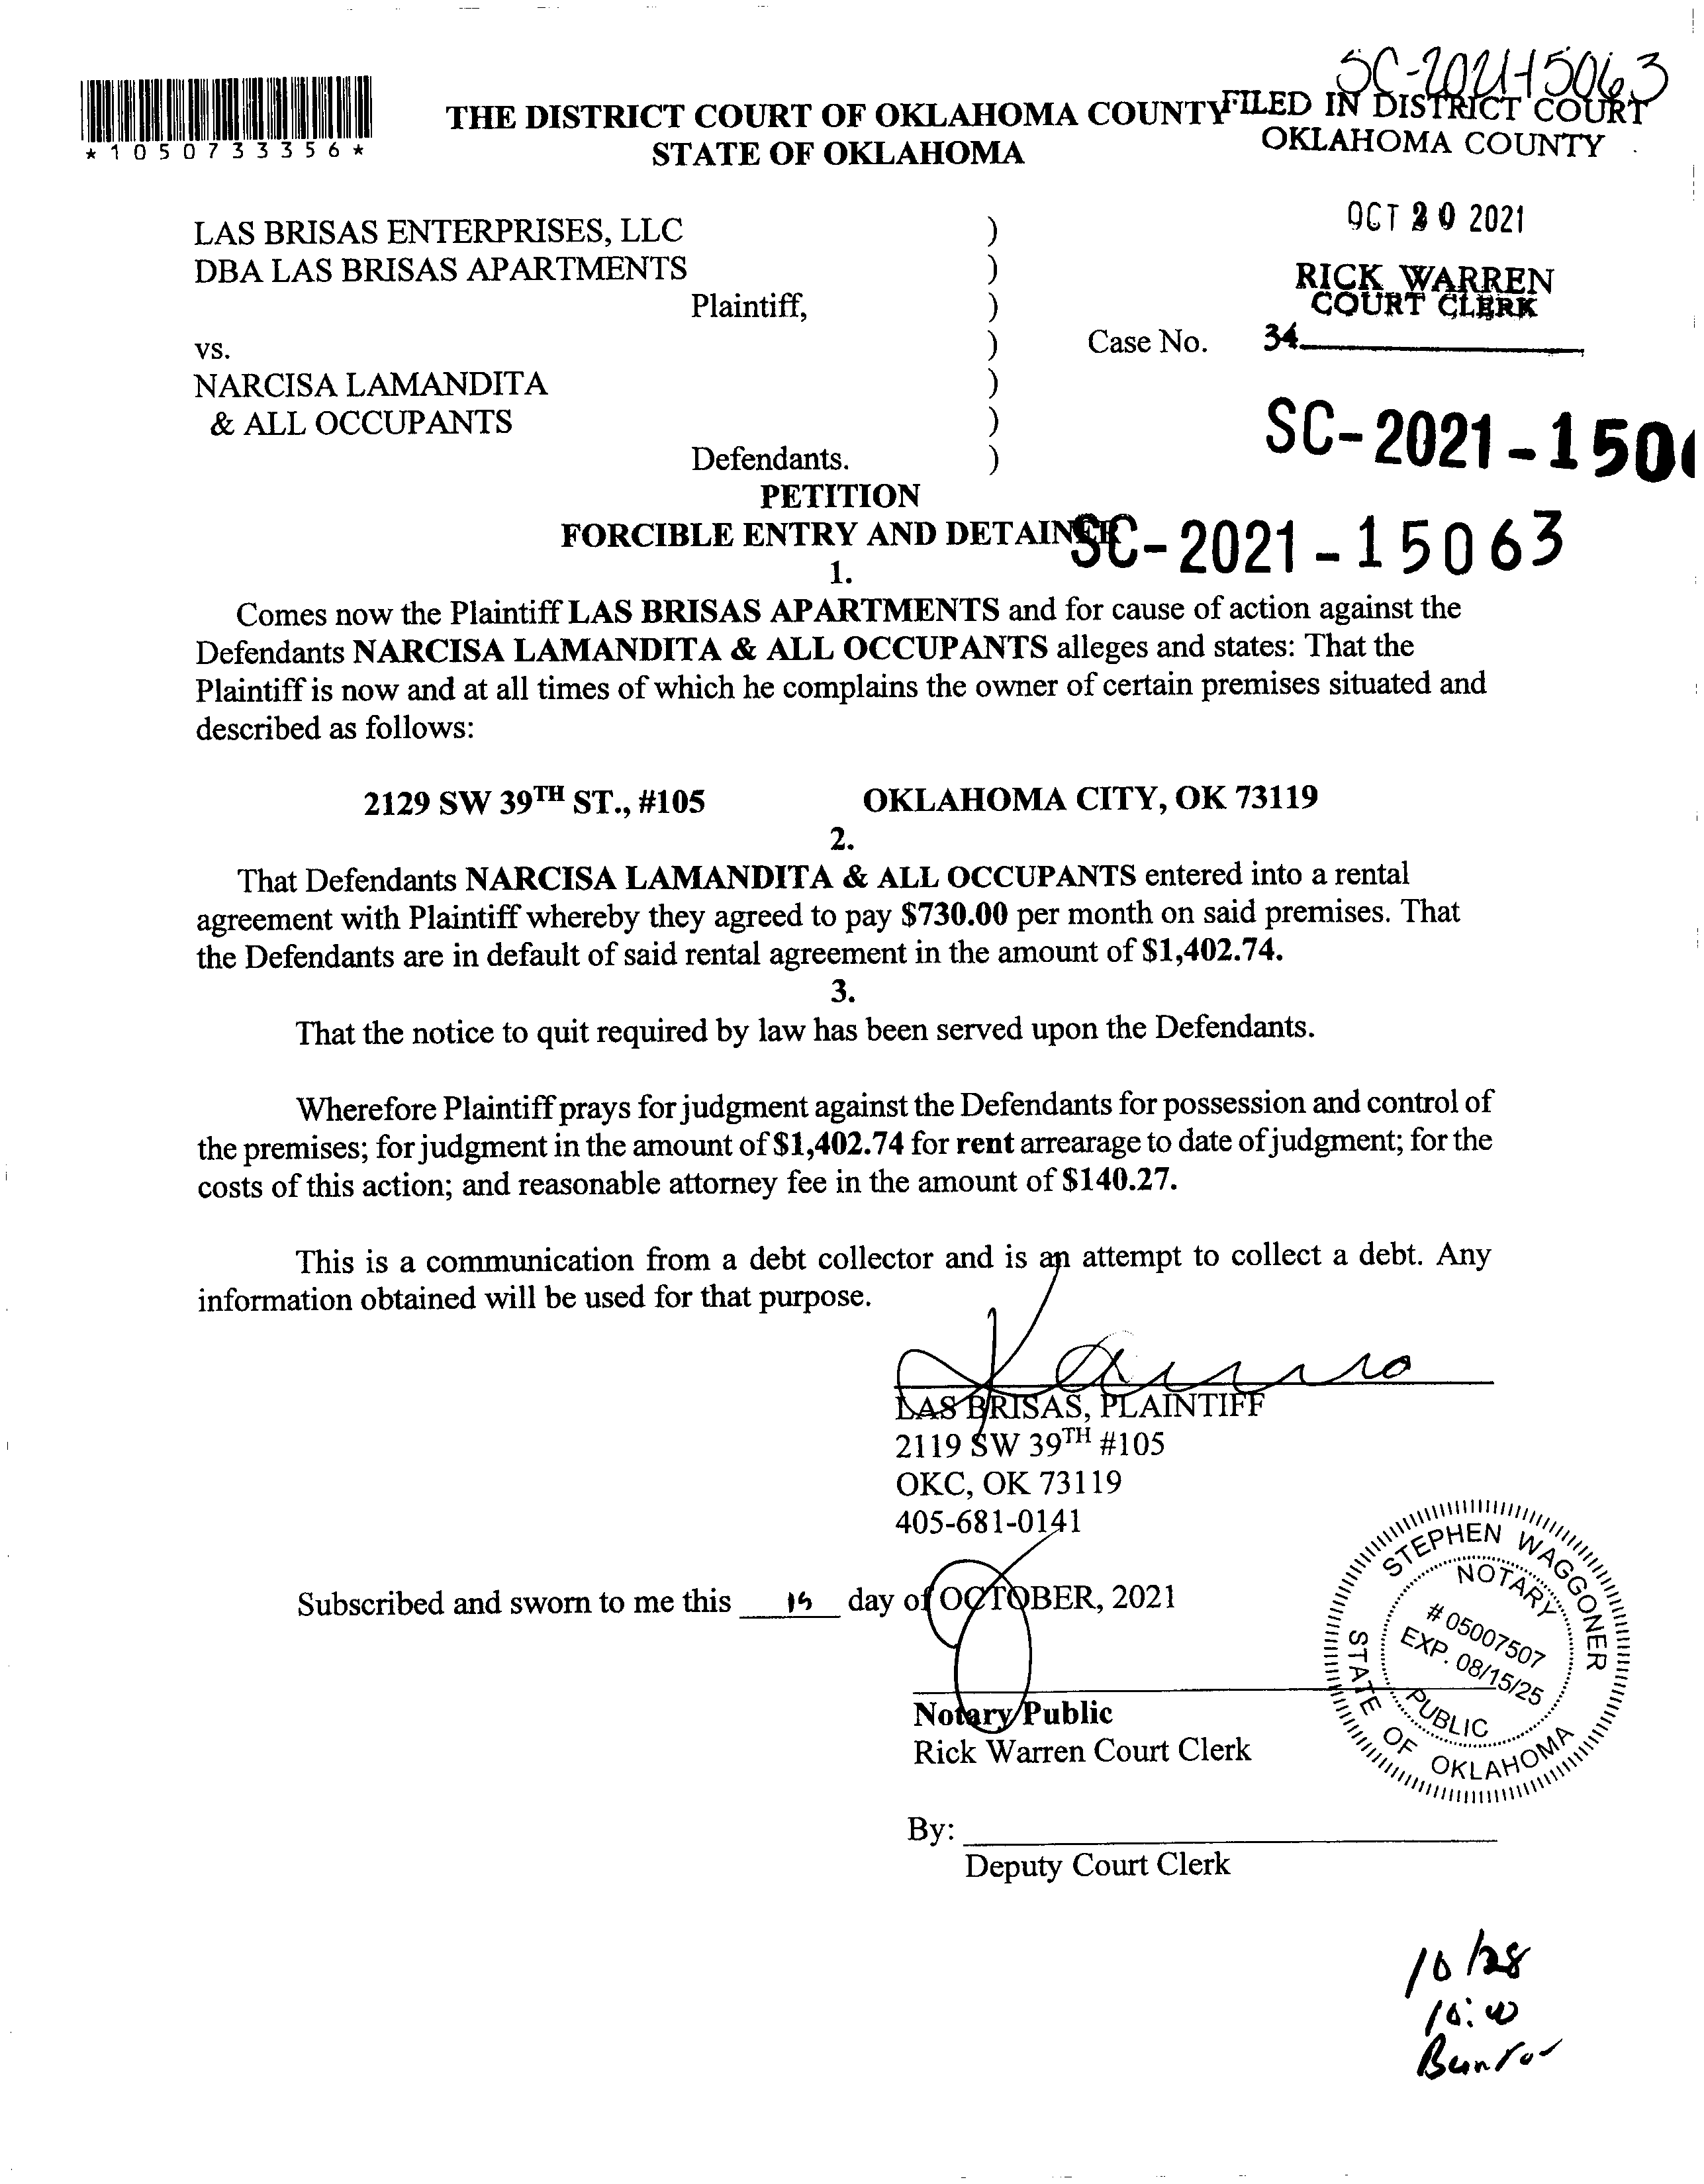 SC-2021-15063
*1050733356*
THE DISTRICT COURT OF OKLAHOMA COUNTY
STATE OF OKLAHOMA
FILED IN DISTRICT COURT
OKLAHOMA COUNTY
OCT 20 2021
RICK WARREN
COURT CLERK
34
LAS BRISAS ENTERPRISES, LLC )
DBA LAS BRISAS APARTMENTS )
Plaintiff, )
vs. ) Case No.
NARCISA LAMANDITA )
& ALL OCCUPANTS )
Defendants. )
SC-2021-150
PETITION
FORCIBLE ENTRY AND DETAINER
SC-2021-15063
1.
Comes now the Plaintiff LAS BRISAS APARTMENTS and for cause of action against the
Defendants NARCISA LAMANDITA & ALL OCCUPANTS alleges and states: That the
Plaintiff is now and at all times of which he complains the owner of certain premises situated and
described as follows:
2129 SW 39TH ST., #105 OKLAHOMA CITY, OK 73119
2.
That Defendants NARCISA LAMANDITA & ALL OCCUPANTS entered into a rental
agreement with Plaintiff whereby they agreed to pay $730.00 per month on said premises. That
the Defendants are in default of said rental agreement in the amount of $1,402.74.
3.
That the notice to quit required by law has been served upon the Defendants.
Wherefore Plaintiff prays for judgment against the Defendants for possession and control of
the premises; for judgment in the amount of $1,402.74 for rent arrearage to date of judgment; for the
costs of this action; and reasonable attorney fee in the amount of $140.27.
This is a communication from a debt collector and is an attempt to collect a debt. Any
information obtained will be used for that purpose.
LAS BRISAS, PLAINTIFF
2119 SW 39TH #105
OKC, OK 73119
405-681-0141
Subscribed and sworn to me this 15 day of OCTOBER, 2021
STEPHEN WAGGONER
NOTARY
# 05007507
EXP. 08/15/25
PUBLIC
STATE OF OKLAHOMA
Notary Public
Rick Warren Court Clerk
By:
Deputy Court Clerk
10/28
10:00